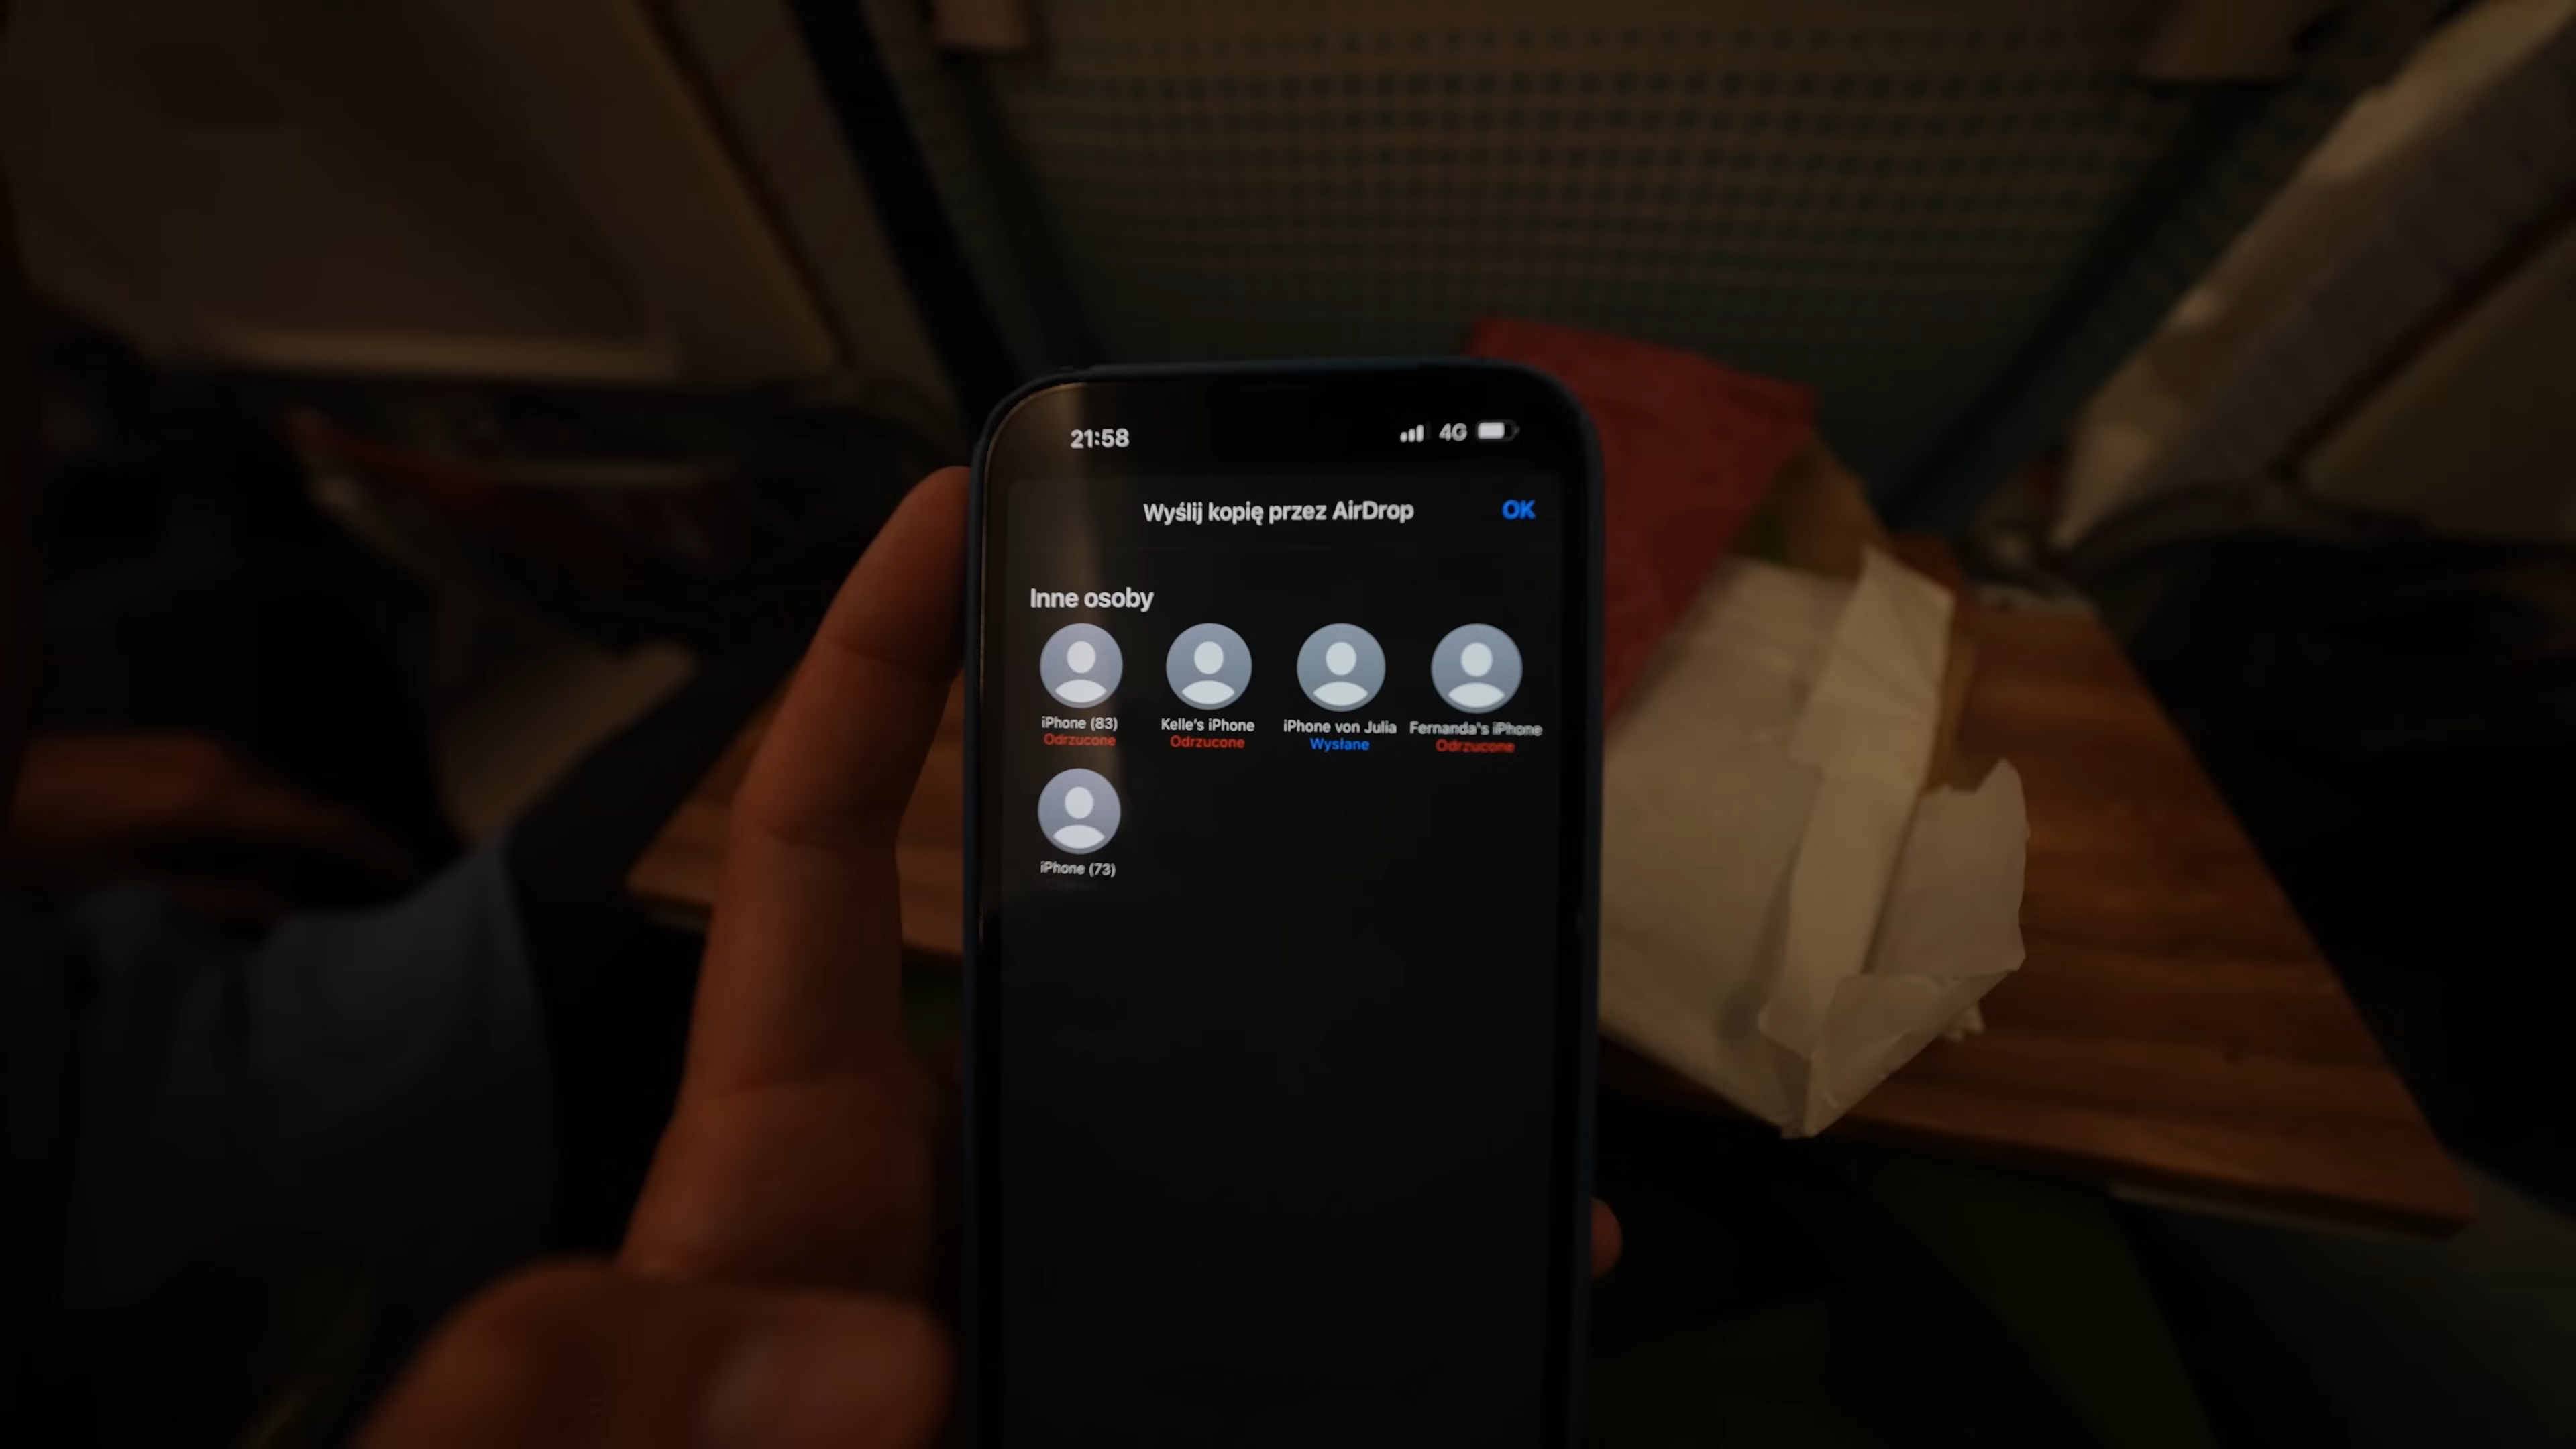 21:58 4G
Wyślij kopię przez AirDrop OK
Inne osoby
iPhone (83) Kelle's iPhone iPhone von Julia Fernanda's iPhone
Odrzucone Odrzucone Wysłane Odrzucone
iPhone (73)